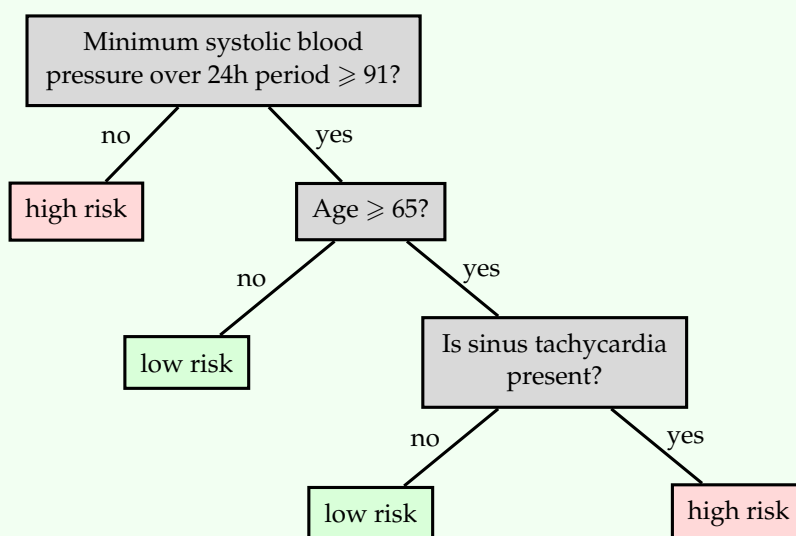 Minimum systolic blood
pressure over 24h period ⩾ 91?
no
yes
high risk
Age ⩾ 65?
no
yes
low risk
Is sinus tachycardia
present?
no
yes
low risk
high risk